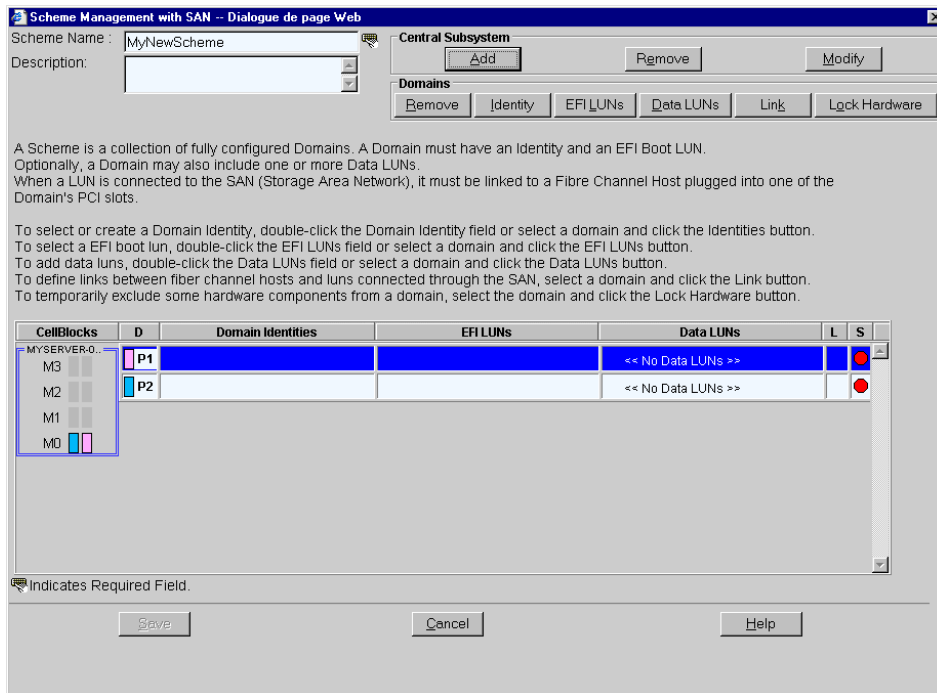 Scheme Management with SAN -- Dialogue de page Web
Scheme Name :
MyNewScheme
Description:
Central Subsystem
Add
Remove
Modify
Domains
Remove
Identity
EFI LUNs
Data LUNs
Link
Lock Hardware
A Scheme is a collection of fully configured Domains. A Domain must have an Identity and an EFI Boot LUN.
Optionally, a Domain may also include one or more Data LUNs.
When a LUN is connected to the SAN (Storage Area Network), it must be linked to a Fibre Channel Host plugged into one of the
Domain's PCI slots.
To select or create a Domain Identity, double-click the Domain Identity field or select a domain and click the Identities button.
To select a EFI boot lun, double-click the EFI LUNs field or select a domain and click the EFI LUNs button.
To add data luns, double-click the Data LUNs field or select a domain and click the Data LUNs button.
To define links between fiber channel hosts and luns connected through the SAN, select a domain and click the Link button.
To temporarily exclude some hardware components from a domain, select the domain and click the Lock Hardware button.
CellBlocks D Domain Identities EFI LUNs Data LUNs L S
MYSERVER-0..
M3
M2
M1
M0
P1 << No Data LUNs >>
P2 << No Data LUNs >>
Indicates Required Field.
Save
Cancel
Help